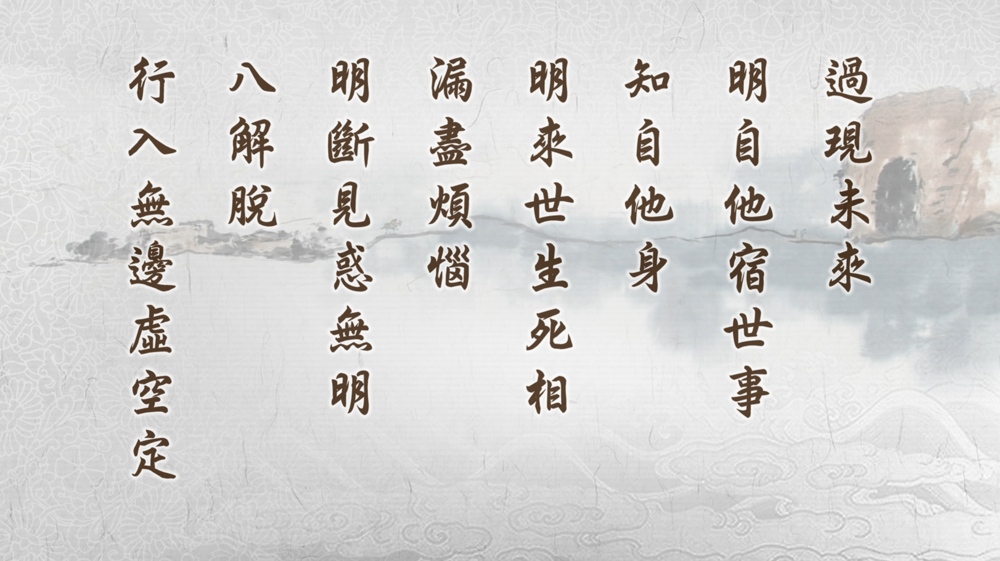 過現未來
明自他宿世事
知自他身
明來世生死相
漏盡煩惱
明斷見惑無明
八解脫
行入無邊虛空定